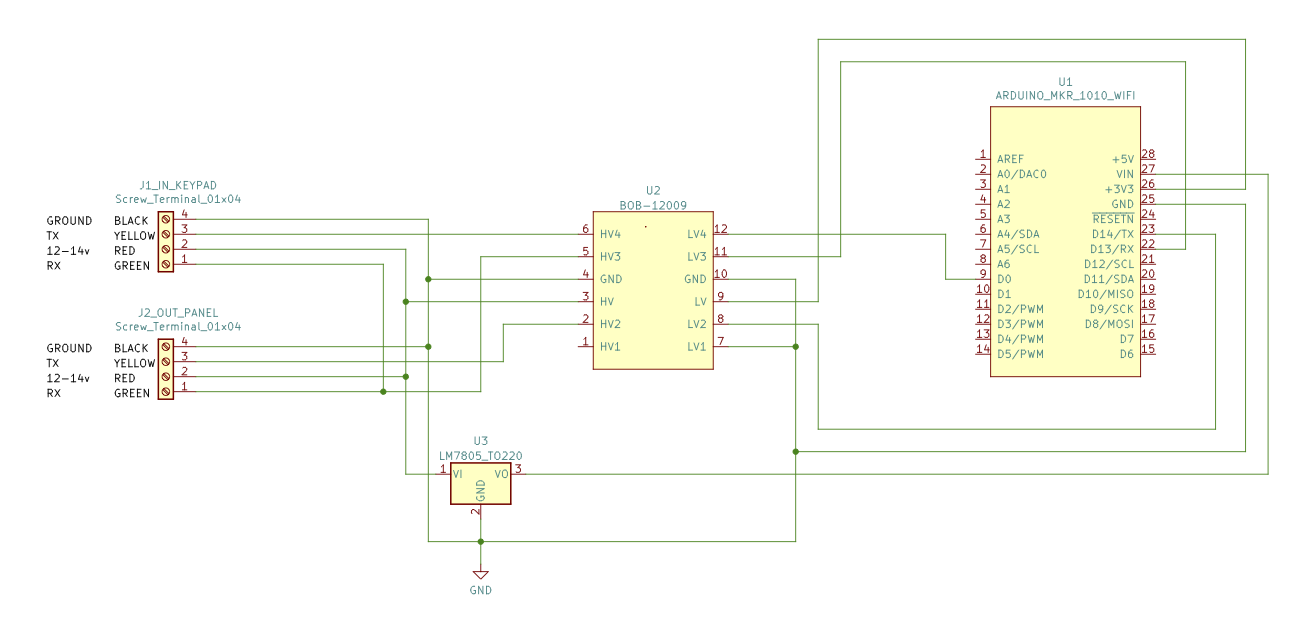 U1
ARDUINO_MKR_1010_WIFI
1 AREF
2 A0/DAC0
3 A1
4 A2
5 A3
6 A4/SDA
7 A5/SCL
8 A6
9 D0
10 D1
11 D2/PWM
12 D3/PWM
13 D4/PWM
14 D5/PWM
+5V 28
VIN 27
+3V3 26
GND 25
RESETN 24
D14/TX 23
D13/RX 22
D12/SCL 21
D11/SDA 20
D10/MISO 19
D9/SCK 18
D8/MOSI 17
D7 16
D6 15
J1_IN_KEYPAD
Screw_Terminal_01x04
GROUND BLACK 4
TX YELLOW 3
12-14v RED 2
RX GREEN 1
U2
BOB-12009
6 HV4 LV4 12
5 HV3 LV3 11
4 GND GND 10
3 HV LV 9
2 HV2 LV2 8
1 HV1 LV1 7
J2_OUT_PANEL
Screw_Terminal_01x04
GROUND BLACK 4
TX YELLOW 3
12-14v RED 2
RX GREEN 1
U3
LM7805_TO220
1 VI VO 3
GND
2
GND